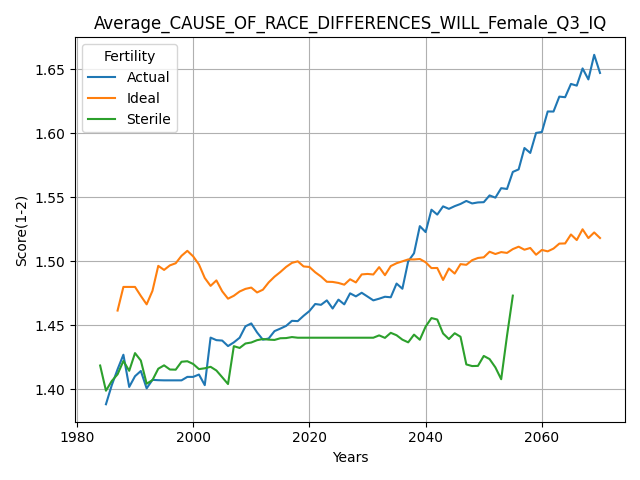 Average_CAUSE_OF_RACE_DIFFERENCES_WILL_Female_Q3_IQ
Fertility
Actual
Ideal
Sterile
Score(1-2)
1.65
1.60
1.55
1.50
1.45
1.40
1980
2000
2020
2040
2060
Years